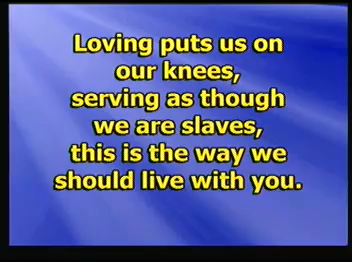 Loving puts us on
our knees,
serving as though
we are slaves,
this is the way we
should live with you.